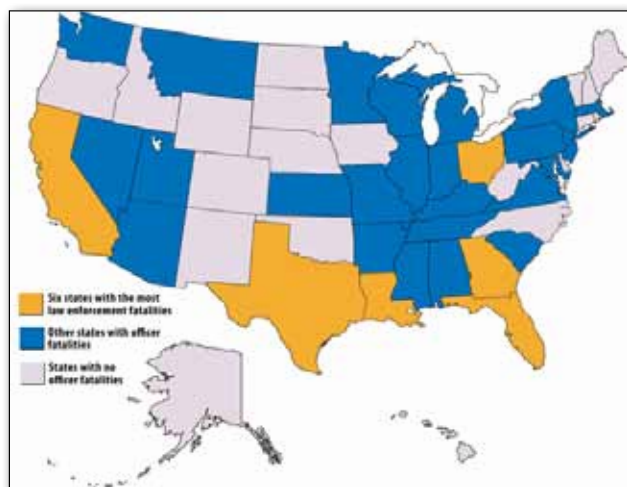 Six states with the most
law enforcement fatalities
Other states with officer
fatalities
States with no
officer fatalities